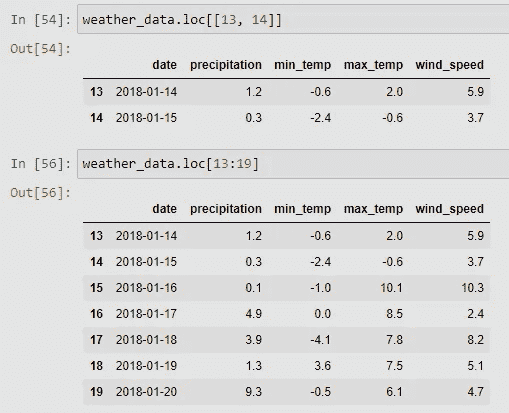 In [54]: weather_data.loc[[13, 14]]
Out[54]:
date precipitation min_temp max_temp wind_speed
13 2018-01-14 1.2 -0.6 2.0 5.9
14 2018-01-15 0.3 -2.4 -0.6 3.7
In [56]: weather_data.loc[13:19]
Out[56]:
date precipitation min_temp max_temp wind_speed
13 2018-01-14 1.2 -0.6 2.0 5.9
14 2018-01-15 0.3 -2.4 -0.6 3.7
15 2018-01-16 0.1 -1.0 10.1 10.3
16 2018-01-17 4.9 0.0 8.5 2.4
17 2018-01-18 3.9 -4.1 7.8 8.2
18 2018-01-19 1.3 3.6 7.5 5.1
19 2018-01-20 9.3 -0.5 6.1 4.7